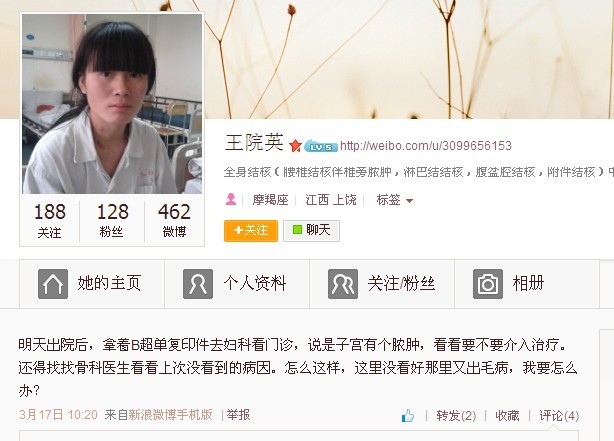 王院英 LV 5 http://weibo.com/u/3099656153
全身结核（腰椎结核伴椎旁脓肿，淋巴结结核，腹盆腔结核，附件结核）中
摩羯座 江西 上饶 标签
188 128 462
关注 粉丝 微博
+关注 聊天
她的主页 个人资料 关注/粉丝 相册
明天出院后，拿着B超单复印件去妇科看门诊，说是子宫有个脓肿，看看要不要介入治疗。
还得找找骨科医生看看上次没看到的病因。怎么这样，这里没看好那里又出毛病，我要怎么
办？
3月17日 10:20 来自新浪微博手机版 | 举报 | 转发(2) | 收藏 | 评论(4)